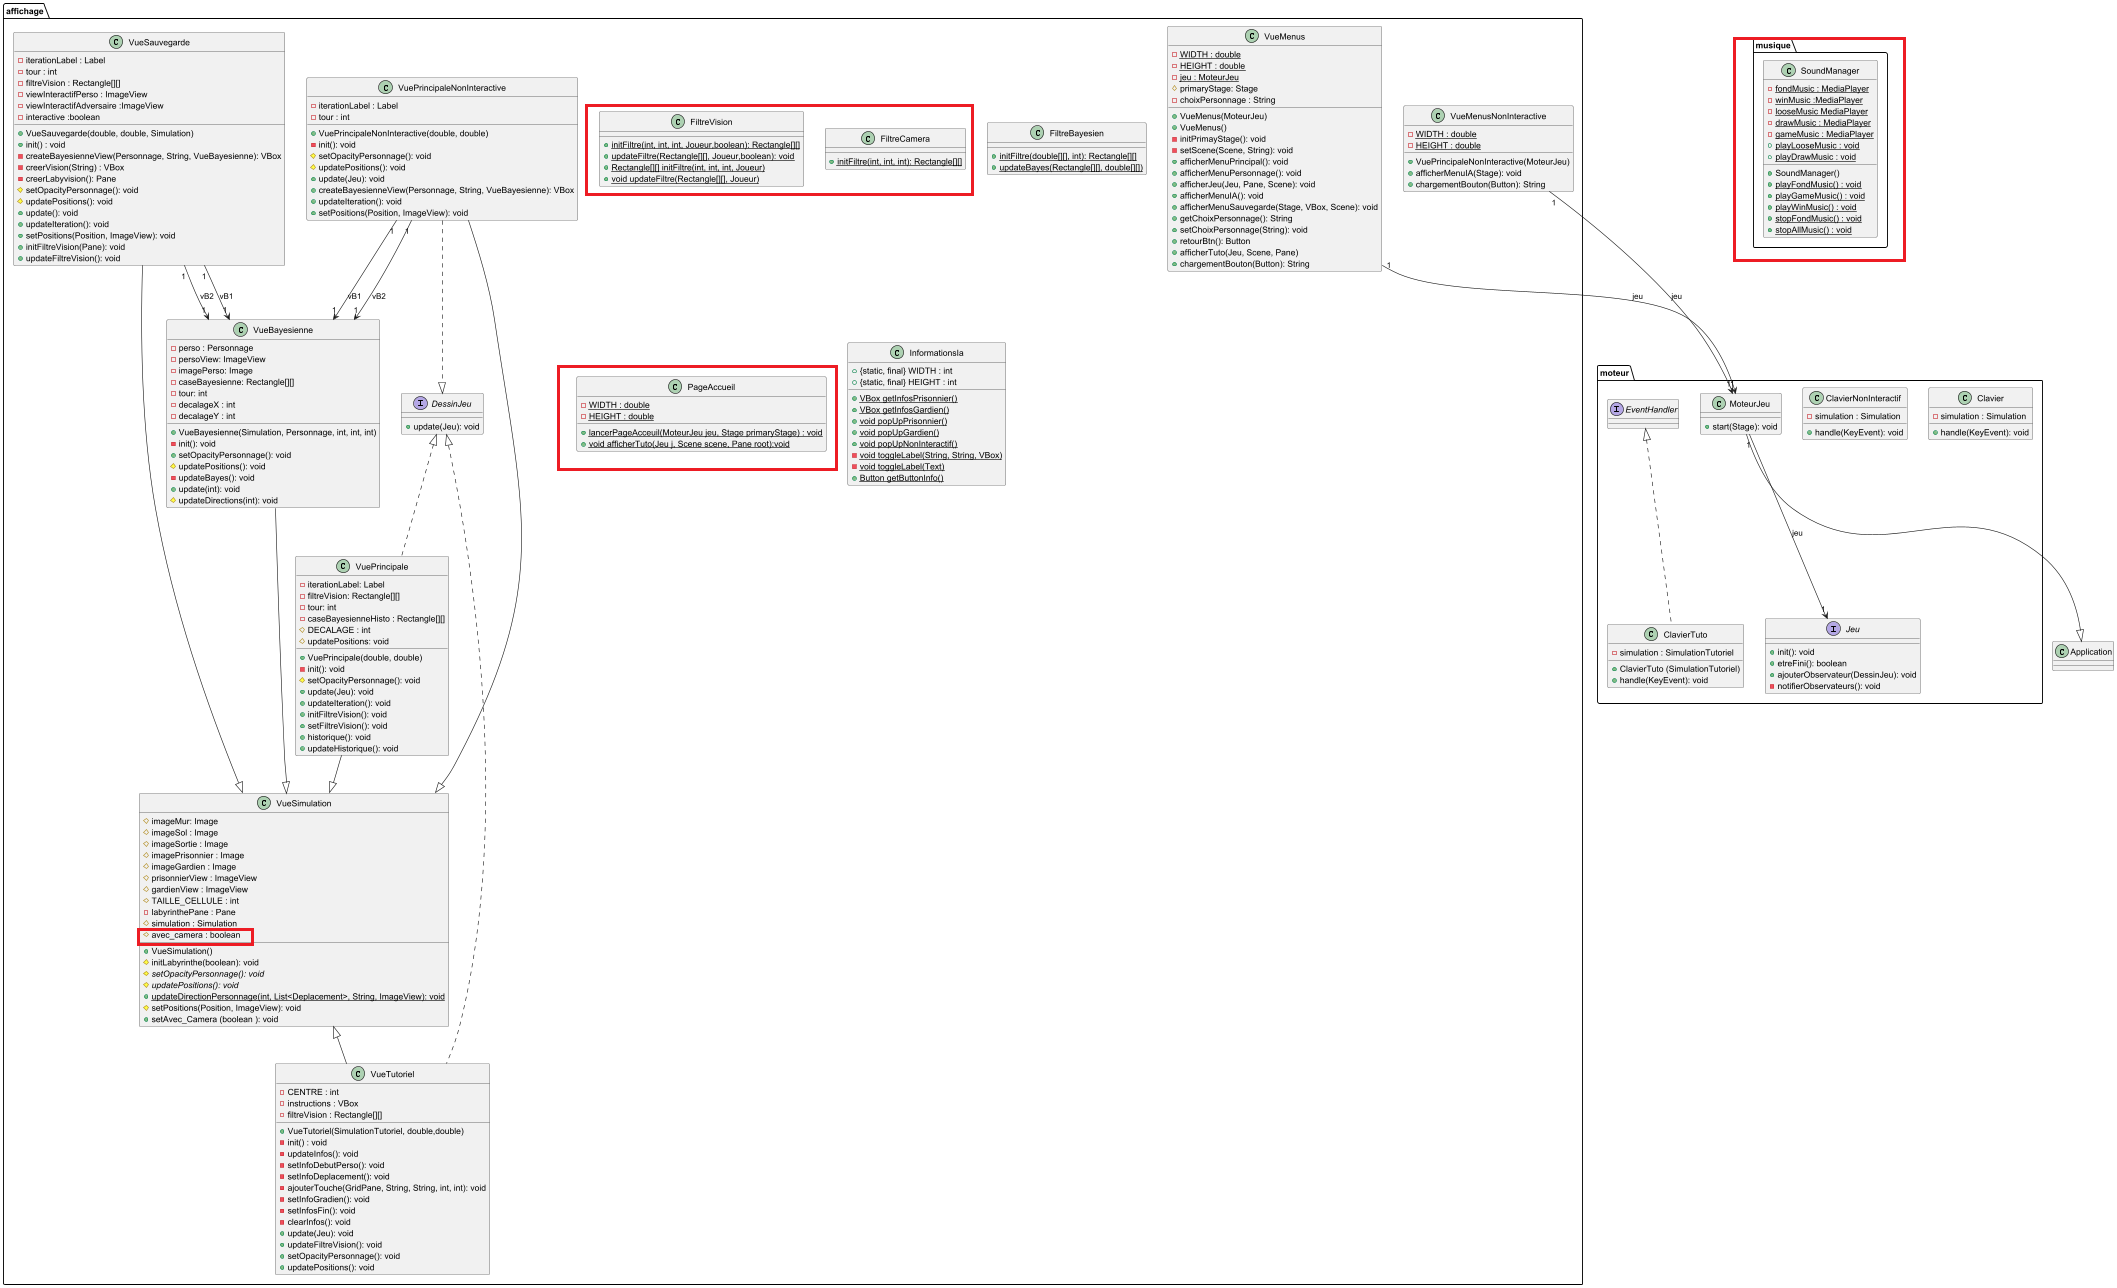 affichage
VueSauvegarde
iterationLabel : Label
tour : int
filtreVision : Rectangle[][]
viewInteractifPerso : ImageView
viewInteractifAdversaire :ImageView
interactive :boolean
VueSauvegarde(double, double, Simulation)
init() : void
createBayesienneView(Personnage, String, VueBayesienne): VBox
creerVision(String) : VBox
creerLabyvision(): Pane
setOpacityPersonnage(): void
updatePositions(): void
update(): void
updateIteration(): void
setPositions(Position, ImageView): void
initFiltreVision(Pane): void
updateFiltreVision(): void
VuePrincipaleNonInteractive
iterationLabel : Label
tour : int
VuePrincipaleNonInteractive(double, double)
init(): void
setOpacityPersonnage(): void
updatePositions(): void
update(Jeu): void
createBayesienneView(Personnage, String, VueBayesienne): VBox
updateIteration(): void
setPositions(Position, ImageView): void
FiltreVision
initFiltre(int, int, int, Joueur,boolean): Rectangle[][]
updateFiltre(Rectangle[][], Joueur,boolean): void
Rectangle[][] initFiltre(int, int, int, Joueur)
void updateFiltre(Rectangle[][], Joueur)
FiltreCamera
initFiltre(int, int, int): Rectangle[][]
FiltreBayesien
initFiltre(double[][], int): Rectangle[][]
updateBayes(Rectangle[][], double[][])
VueMenus
WIDTH : double
HEIGHT : double
jeu : MoteurJeu
primaryStage: Stage
choixPersonnage : String
VueMenus(MoteurJeu)
VueMenus()
initPrimayStage(): void
setScene(Scene, String): void
afficherMenuPrincipal(): void
afficherMenuPersonnage(): void
afficherJeu(Jeu, Pane, Scene): void
afficherMenuIA(): void
afficherMenuSauvegarde(Stage, VBox, Scene): void
getChoixPersonnage(): String
setChoixPersonnage(String): void
retourBtn(): Button
afficherTuto(Jeu, Scene, Pane)
chargementBouton(Button): String
VueMenusNonInteractive
WIDTH : double
HEIGHT : double
VuePrincipaleNonInteractive(MoteurJeu)
afficherMenuIA(Stage): void
chargementBouton(Button): String
musique
SoundManager
fondMusic : MediaPlayer
winMusic :MediaPlayer
looseMusic MediaPlayer
drawMusic : MediaPlayer
gameMusic : MediaPlayer
playLooseMusic : void
playDrawMusic : void
SoundManager()
playFondMusic() : void
playGameMusic() : void
playWinMusic() : void
stopFondMusic() : void
stopAllMusic() : void
1
1
vB2
vB1
1
1
1
1
vB1
vB2
1
1
1
1
jeu
jeu
VueBayesienne
perso : Personnage
persoView: ImageView
imagePerso: Image
caseBayesienne: Rectangle[][]
tour: int
decalageX : int
decalageY : int
VueBayesienne(Simulation, Personnage, int, int, int)
init(): void
setOpacityPersonnage(): void
updatePositions(): void
updateBayes(): void
update(int): void
updateDirections(int): void
DessinJeu
update(Jeu): void
PageAccueil
WIDTH : double
HEIGHT : double
lancerPageAcceuil(MoteurJeu jeu, Stage primaryStage) : void
void afficherTuto(Jeu j, Scene scene, Pane root):void
InformationsIa
{static, final} WIDTH : int
{static, final} HEIGHT : int
VBox getInfosPrisonnier()
VBox getInfosGardien()
void popUpPrisonier()
void popUpGardien()
void popUpNonInteractif()
void toggleLabel(String, String, VBox)
void toggleLabel(Text)
Button getButtonInfo()
moteur
EventHandler
1
1
MoteurJeu
start(Stage): void
ClavierNonInteractif
simulation : Simulation
handle(KeyEvent): void
Clavier
simulation : Simulation
handle(KeyEvent): void
1
jeu
1
ClavierTuto
simulation : SimulationTutoriel
ClavierTuto (SimulationTutoriel)
handle(KeyEvent): void
Jeu
init(): void
etreFini(): boolean
ajouterObservateur(DessinJeu): void
notifierObservateurs(): void
Application
VuePrincipale
iterationLabel: Label
filtreVision: Rectangle[][]
tour: int
caseBayesienneHisto : Rectangle[][]
DECALAGE : int
updatePositions: void
VuePrincipale(double, double)
init(): void
setOpacityPersonnage(): void
update(Jeu): void
updateIteration(): void
initFiltreVision(): void
setFiltreVision(): void
historique(): void
updateHistorique(): void
VueSimulation
imageMur: Image
imageSol : Image
imageSortie : Image
imagePrisonnier : Image
imageGardien : Image
prisonnierView : ImageView
gardienView : ImageView
TAILLE_CELLULE : int
labyrinthePane : Pane
simulation : Simulation
avec_camera : boolean
VueSimulation()
initLabyrinthe(boolean): void
setOpacityPersonnage(): void
updatePositions(): void
updateDirectionPersonnage(int, List<Deplacement>, String, ImageView): void
setPositions(Position, ImageView): void
setAvec_Camera (boolean ): void
VueTutoriel
CENTRE : int
instructions : VBox
filtreVision : Rectangle[][]
VueTutoriel(SimulationTutoriel, double,double)
init() : void
updateInfos(): void
setInfoDebutPerso(): void
setInfoDeplacement(): void
ajouterTouche(GridPane, String, String, int, int): void
setInfoGradien(): void
setInfosFin(): void
clearInfos(): void
update(Jeu): void
updateFiltreVision(): void
setOpacityPersonnage(): void
updatePositions(): void